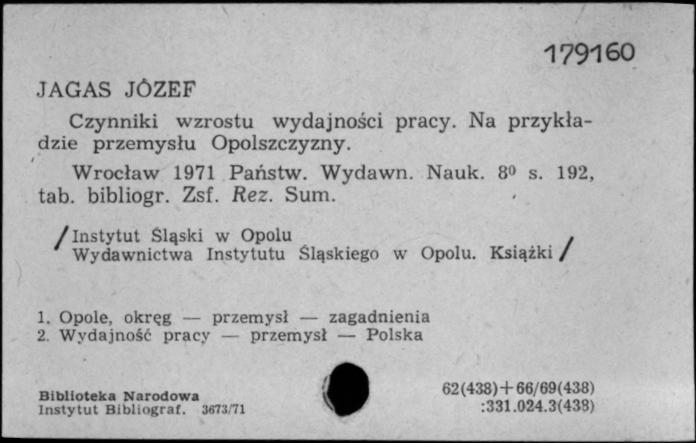 179160
JAGAS JÓZEF
Czynniki wzrostu wydajności pracy. Na przykła-
dzie przemysłu Opolszczyzny.
Wrocław 1971 Państw. Wydawn. Nauk. 8⁰ s. 192,
tab. bibliogr. Zsf. Rez. Sum.
/Instytut Śląski w Opolu
Wydawnictwa Instytutu Śląskiego w Opolu. Książki/
1. Opole, okręg — przemysł — zagadnienia
2. Wydajność pracy — przemysł — Polska
Biblioteka Narodowa
Instytut Bibliograf. 3673/71
62(438)+66/69(438)
:331.024.3(438)